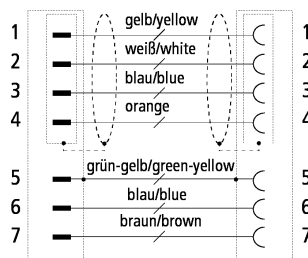 1 gelb/yellow 1
2 weiß/white 2
3 blau/blue 3
4 orange 4
5 grün-gelb/green-yellow 5
6 blau/blue 6
7 braun/brown 7